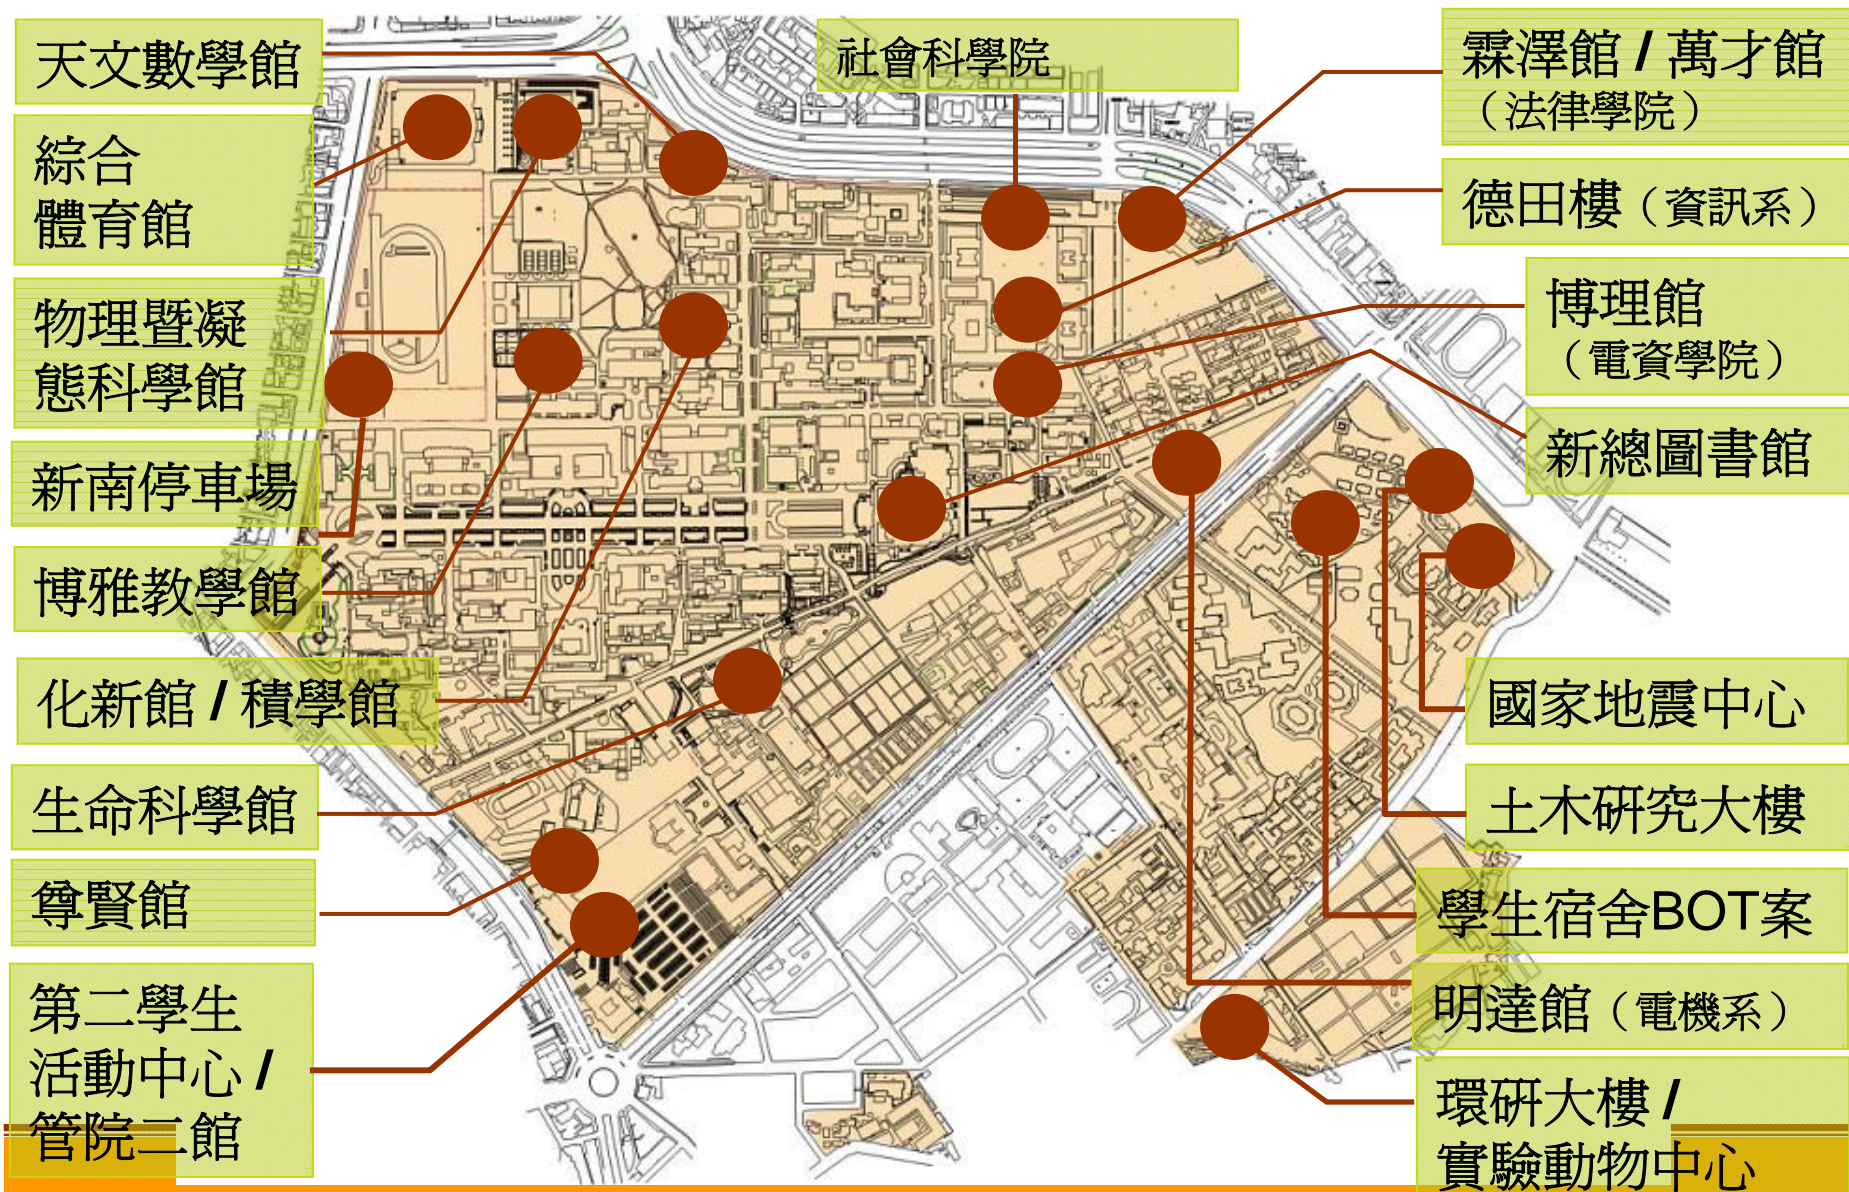 天文數學館
綜合
體育館
物理暨凝
態科學館
新南停車場
博雅教學館
化新館 / 積學館
生命科學館
尊賢館
第二學生
活動中心 /
管院二館
社會科學院
霖澤館 / 萬才館
（法律學院）
德田樓（資訊系）
博理館
（電資學院）
新總圖書館
國家地震中心
土木研究大樓
學生宿舍BOT案
明達館（電機系）
環研大樓 /
實驗動物中心